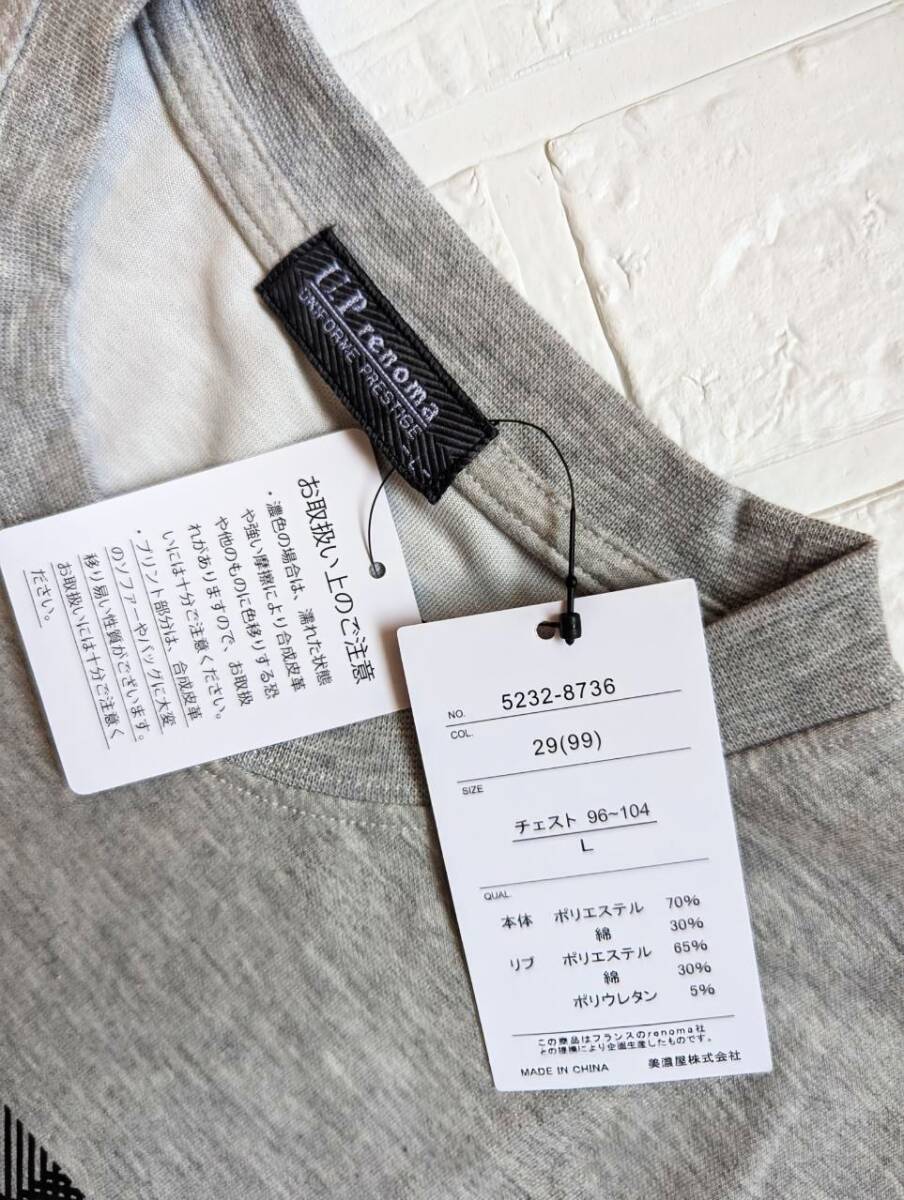 U.P renoma
UNIFORME PRESTIGE
-L-
お取扱い上のご注意
・濃色の場合は、濡れた状態
や強い摩擦により合成皮革
や他のものに色移りする恐
れがありますので、お取扱
いには十分ご注意ください。
・プリント部分は、合成皮革
のソファーやバッグに大変
移り易い性質がございます。
お取扱いには十分ご注意く
ださい。
NO. 5232-8736
COL. 29(99)
SIZE
チェスト 96~104
L
QUAL.
本体 ポリエステル 70%
綿 30%
リブ ポリエステル 65%
綿 30%
ポリウレタン 5%
この商品はフランスのrenoma社
との提携により企画生産したものです。
MADE IN CHINA 美濃屋株式会社